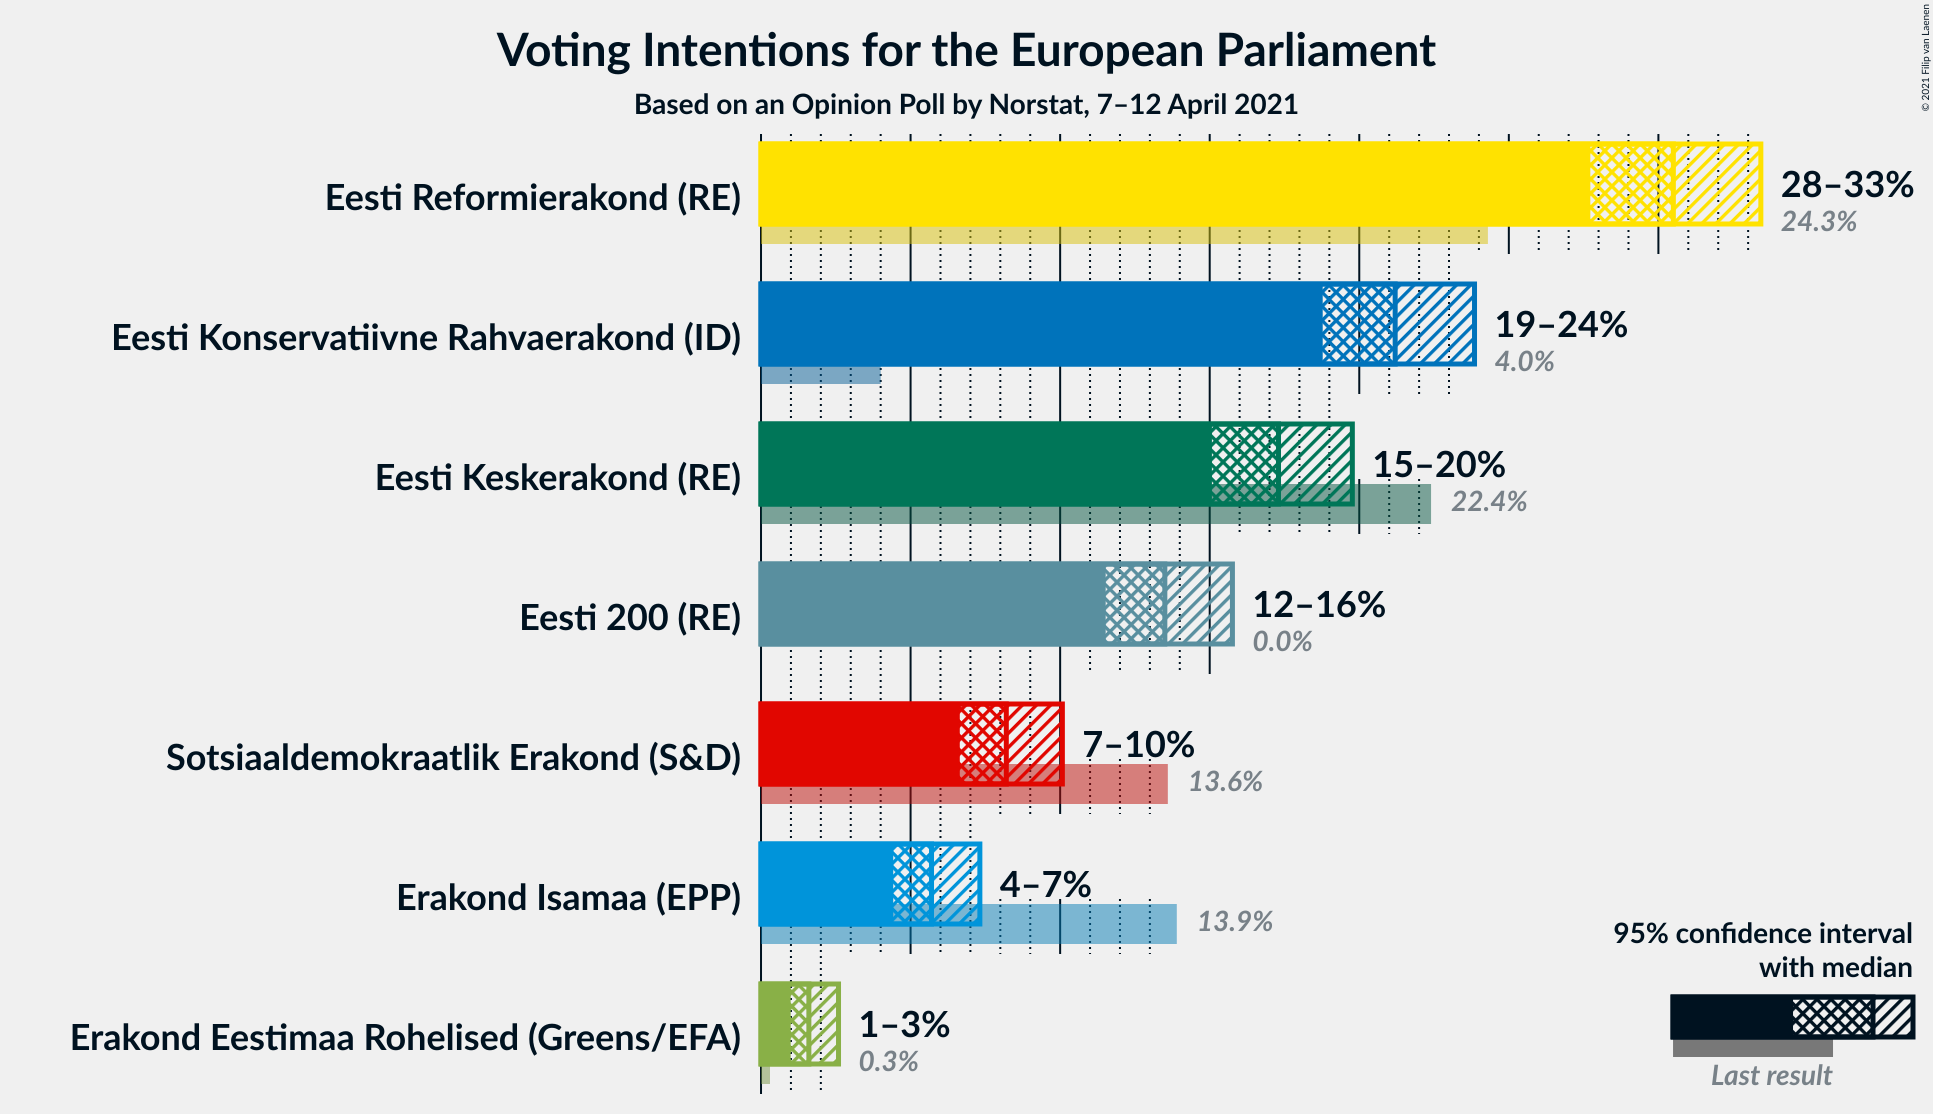 Voting Intentions for the European Parliament
Based on an Opinion Poll by Norstat, 7–12 April 2021
© 2021 Filip van Laenen
Eesti Reformierakond (RE)
28–33%
24.3%
Eesti Konservatiivne Rahvaerakond (ID)
19–24%
4.0%
Eesti Keskerakond (RE)
15–20%
22.4%
Eesti 200 (RE)
12–16%
0.0%
Sotsiaaldemokraatlik Erakond (S&D)
7–10%
13.6%
Erakond Isamaa (EPP)
4–7%
13.9%
Erakond Eestimaa Rohelised (Greens/EFA)
1–3%
0.3%
95% confidence interval
with median
Last result